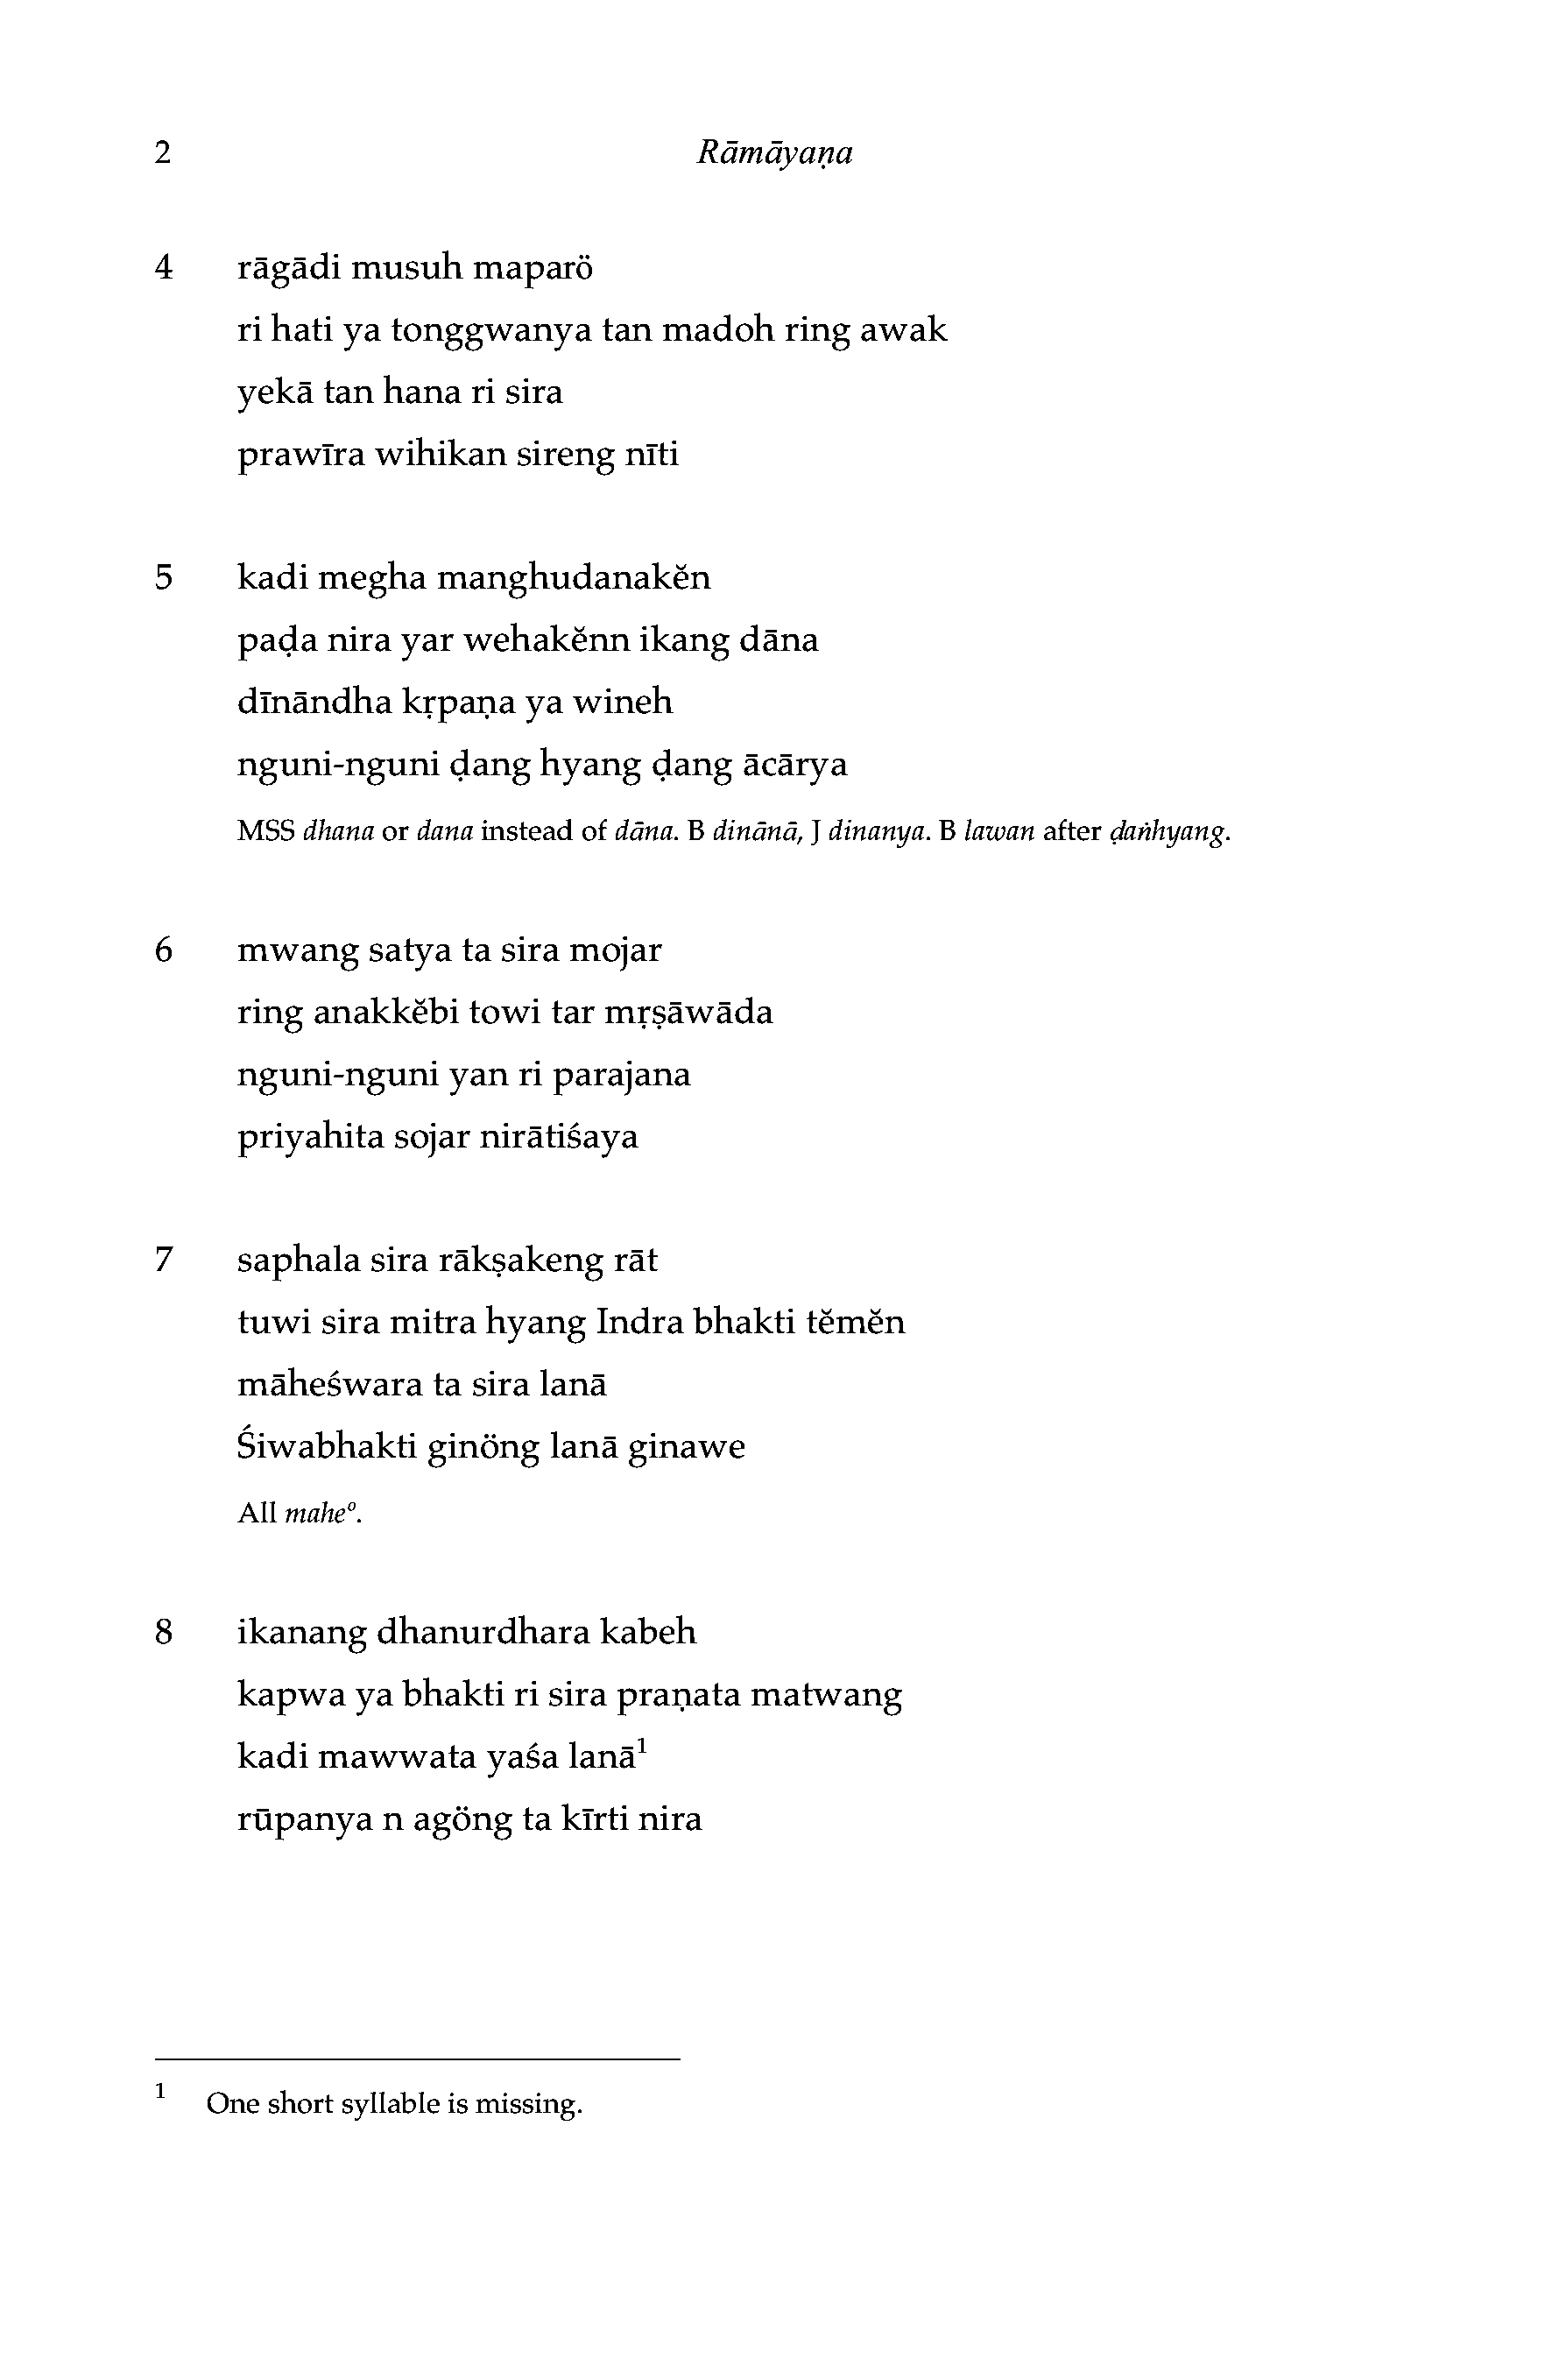 2 Rāmāyaṇa
4 rāgādi musuh maparö
ri hati ya tonggwanya tan madoh ring awak
yekā tan hana ri sira
prawīra wihikan sireng nīti
5 kadi megha manghudanakĕn
paḍa nira yar wehakĕnn ikang dāna
dīnāndha kṛpaṇa ya wineh
nguni-nguni ḍang hyang ḍang ācārya
MSS dhana or dana instead of dāna. B dinānā, J dinanya. B lawan after ḍaṅhyang.
6 mwang satya ta sira mojar
ring anakkĕbi towi tar mṛṣāwāda
nguni-nguni yan ri parajana
priyahita sojar nirātiśaya
7 saphala sira rākṣakeng rāt
tuwi sira mitra hyang Indra bhakti tĕmĕn
māheśwara ta sira lanā
Śiwabhakti ginöng lanā ginawe
All maheº.
8 ikanang dhanurdhara kabeh
kapwa ya bhakti ri sira praṇata matwang
kadi mawwata yaśa lanā¹
rūpanya n agöng ta kīrti nira
¹ One short syllable is missing.